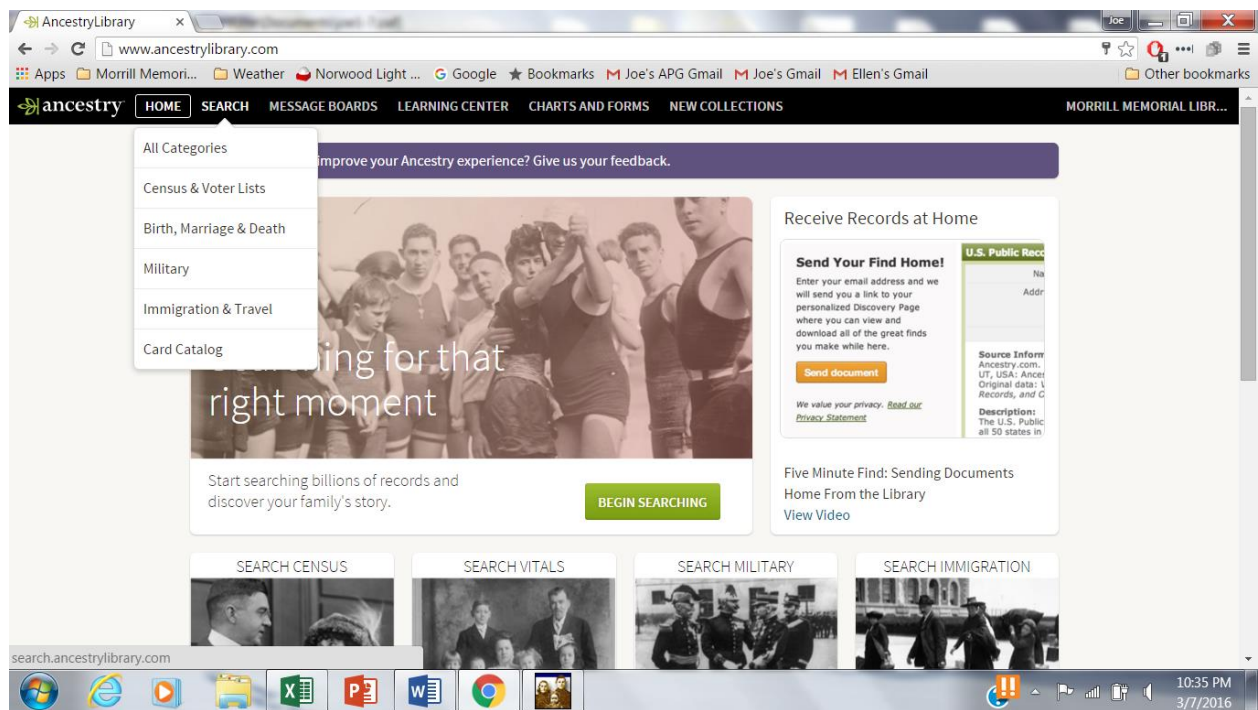 AncestryLibrary
Joe
www.ancestrylibrary.com
Apps Morrill Memori... Weather Norwood Light ... Google Bookmarks Joe's APG Gmail Joe's Gmail Ellen's Gmail Other bookmarks
ancestry HOME SEARCH MESSAGE BOARDS LEARNING CENTER CHARTS AND FORMS NEW COLLECTIONS MORRILL MEMORIAL LIBR...
All Categories
Census & Voter Lists
Birth, Marriage & Death
Military
Immigration & Travel
Card Catalog
improve your Ancestry experience? Give us your feedback.
ing for that
right moment
Start searching billions of records and
discover your family's story.
BEGIN SEARCHING
Receive Records at Home
Send Your Find Home!
Enter your email address and we
will send you a link to your
personalized Discovery Page
where you can view and
download all of the great finds
you make while here.
Send document
We value your privacy. Read our
Privacy Statement
U.S. Public Reco
Na
Addr
Source Inform
Ancestry.com.
UT, USA: Ances
Original data: V
Records, and C
Description:
The U.S. Public
all 50 states in
Five Minute Find: Sending Documents
Home From the Library
View Video
SEARCH CENSUS
SEARCH VITALS
SEARCH MILITARY
SEARCH IMMIGRATION
search.ancestrylibrary.com
10:35 PM
3/7/2016